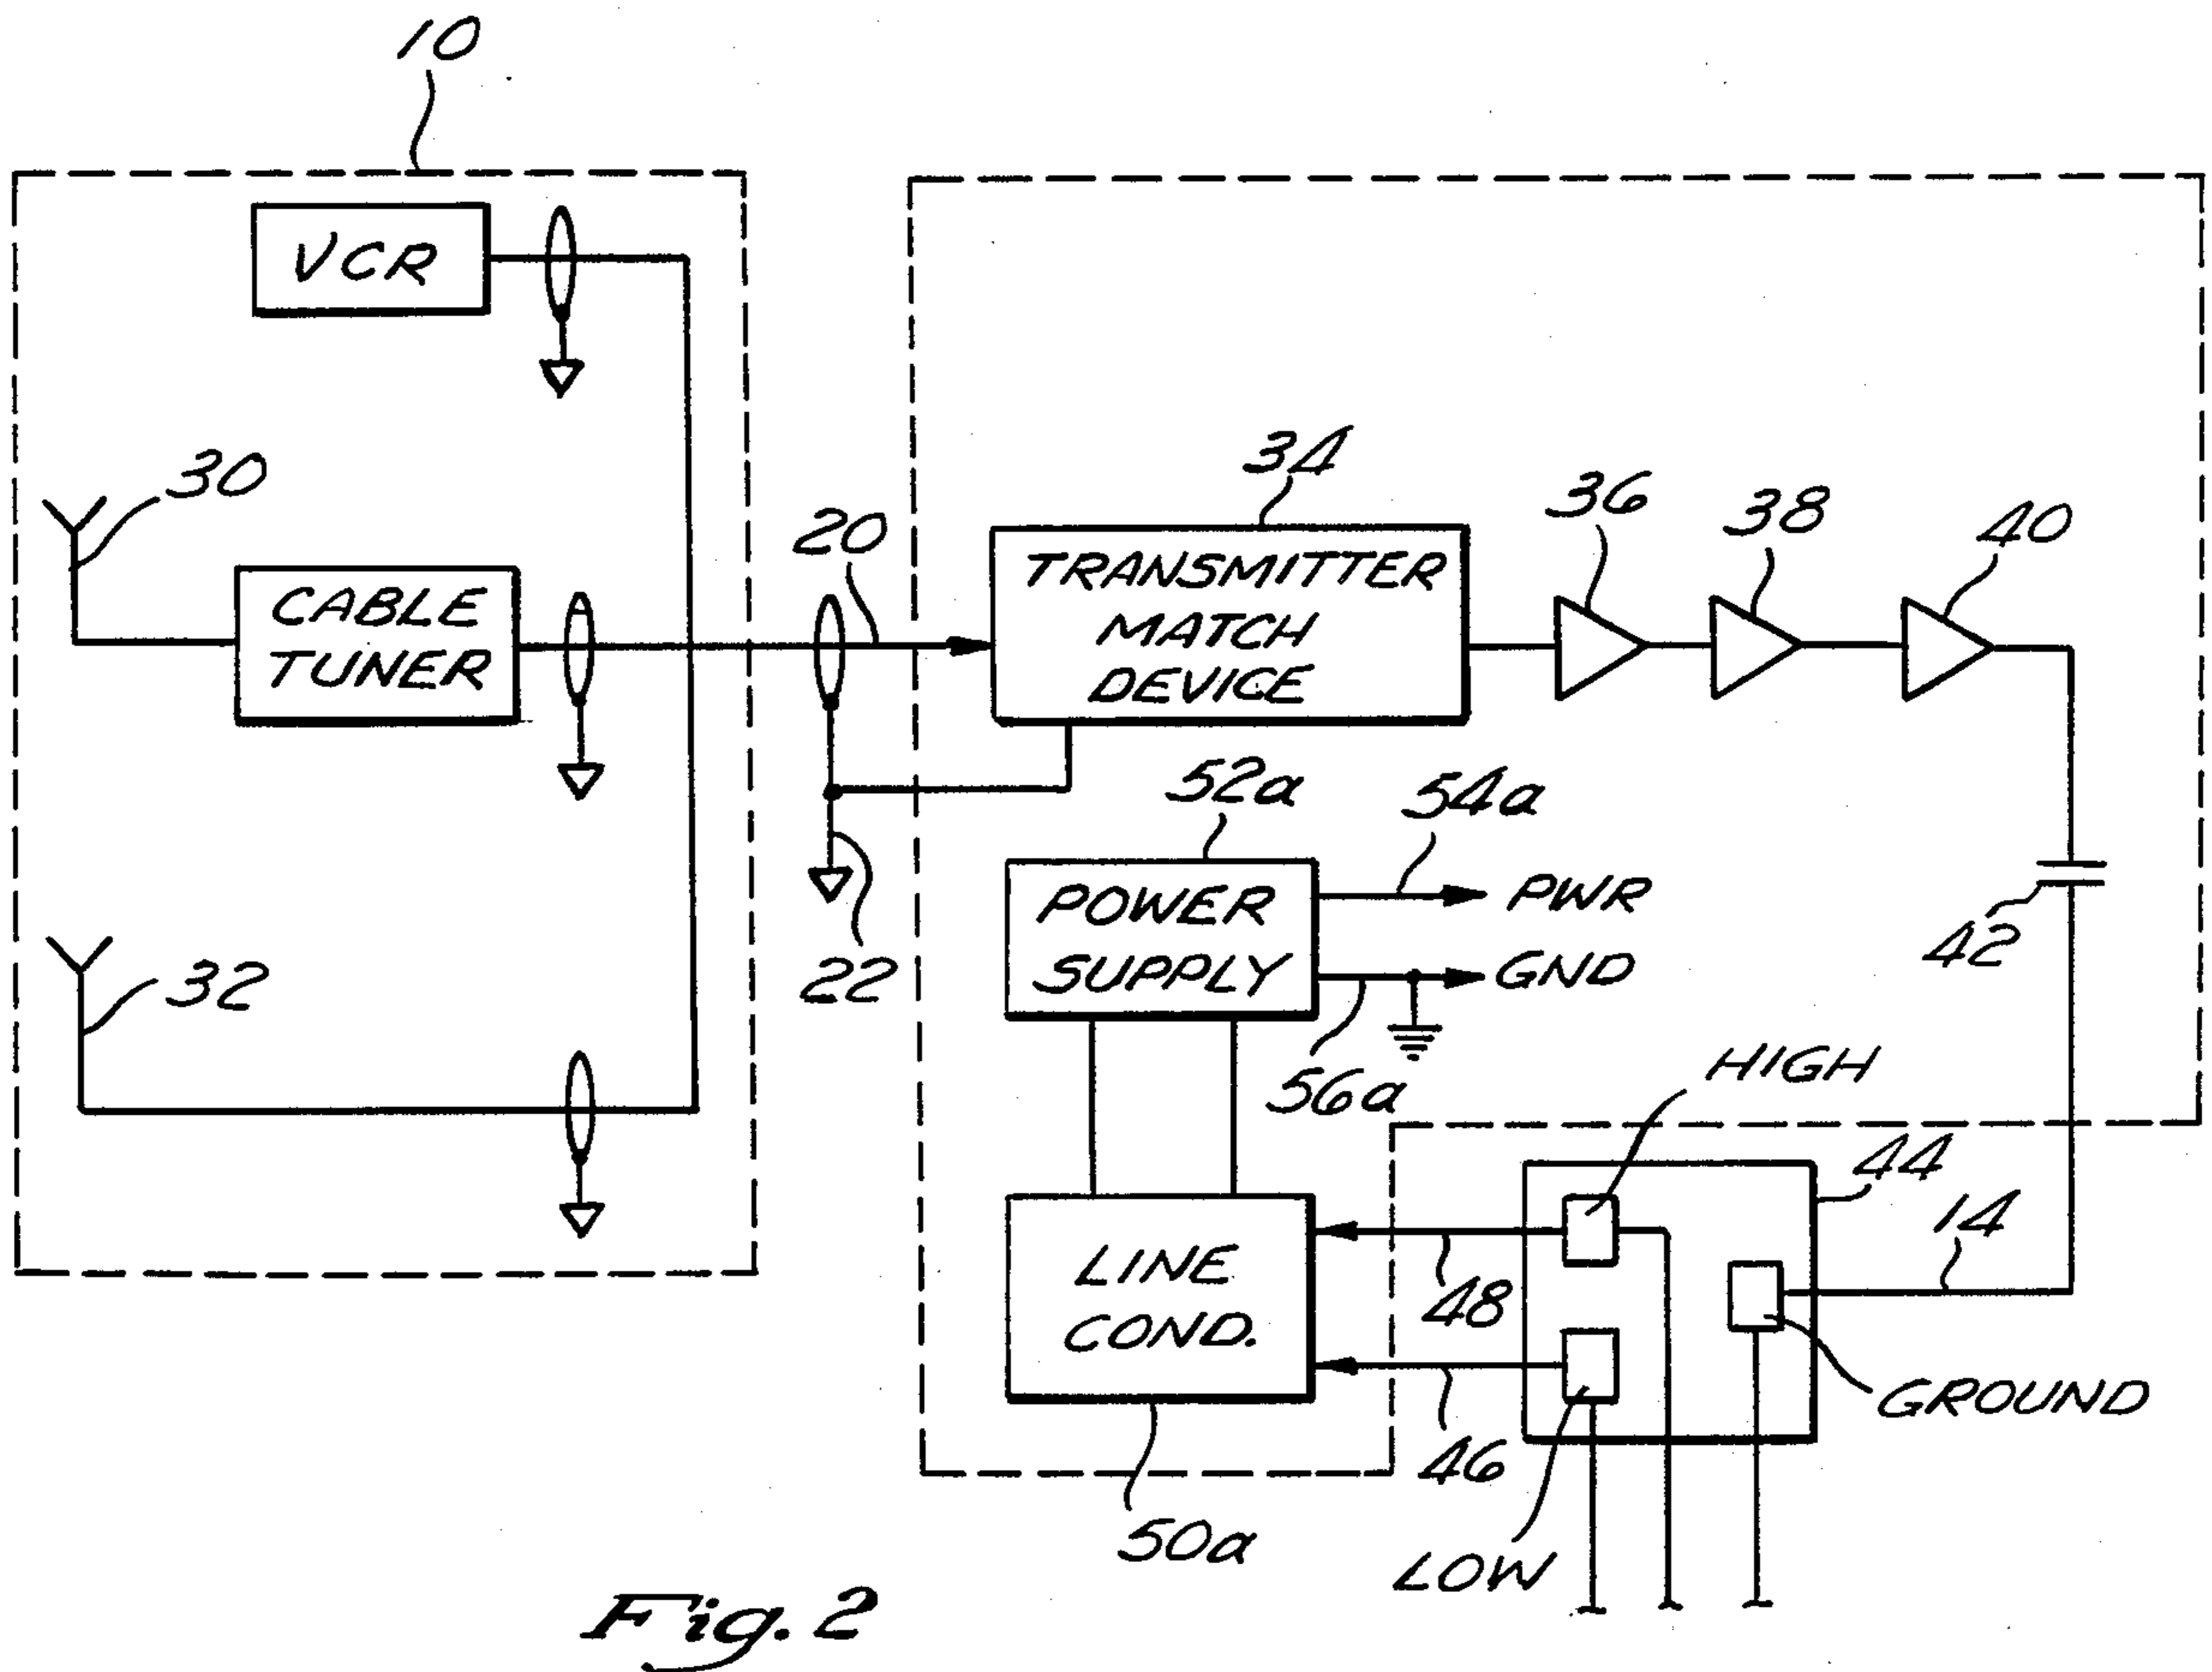 10
VCR
30
CABLE
TUNER
32
20
22
34
TRANSMITTER
MATCH
DEVICE
36
38
40
42
52a
POWER
SUPPLY
54a
PWR
GND
56a
HIGH
44
14
LINE
COND.
48
46
GROUND
50a
LOW
Fig. 2